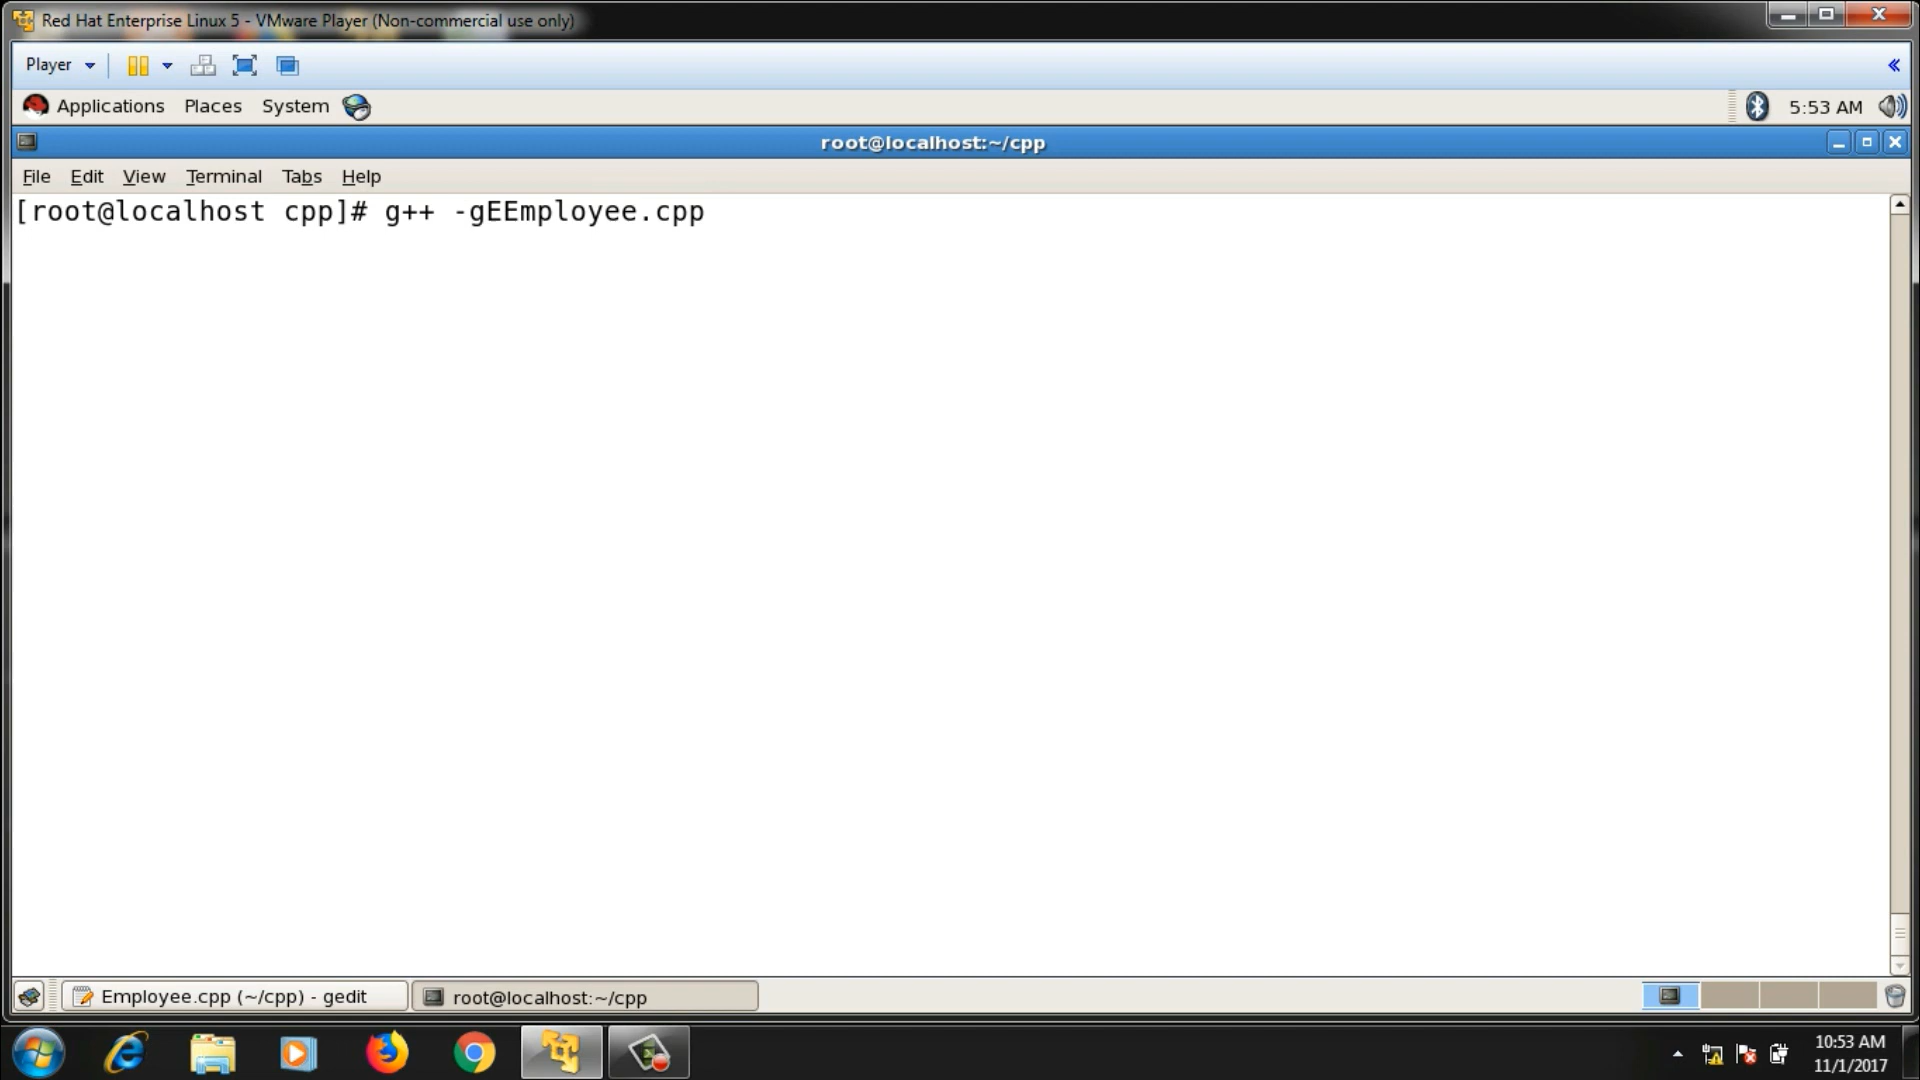 Red Hat Enterprise Linux 5 - VMware Player (Non-commercial use only)
Player
Applications Places System 5:53 AM
root@localhost:~/cpp
File Edit View Terminal Tabs Help
[root@localhost cpp]# g++ -gEEmployee.cpp
Employee.cpp (~/cpp) - gedit root@localhost:~/cpp
10:53 AM
11/1/2017